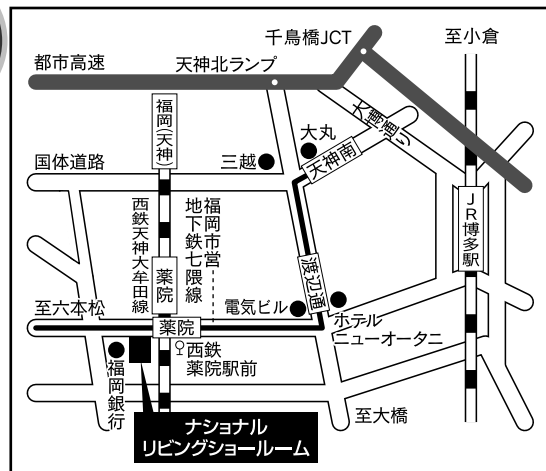 千鳥橋JCT
至小倉
都市高速
天神北ランプ
福岡(天神)
大博通り
大丸
天神南
国体道路
三越
西鉄天神大牟田線
福岡市営
地下鉄七隈線
JR博多駅
薬院
渡辺通
電気ビル
至六本松
薬院
ホテル
ニューオータニ
西鉄
薬院駅前
福岡銀行
至大橋
ナショナル
リビングショールーム